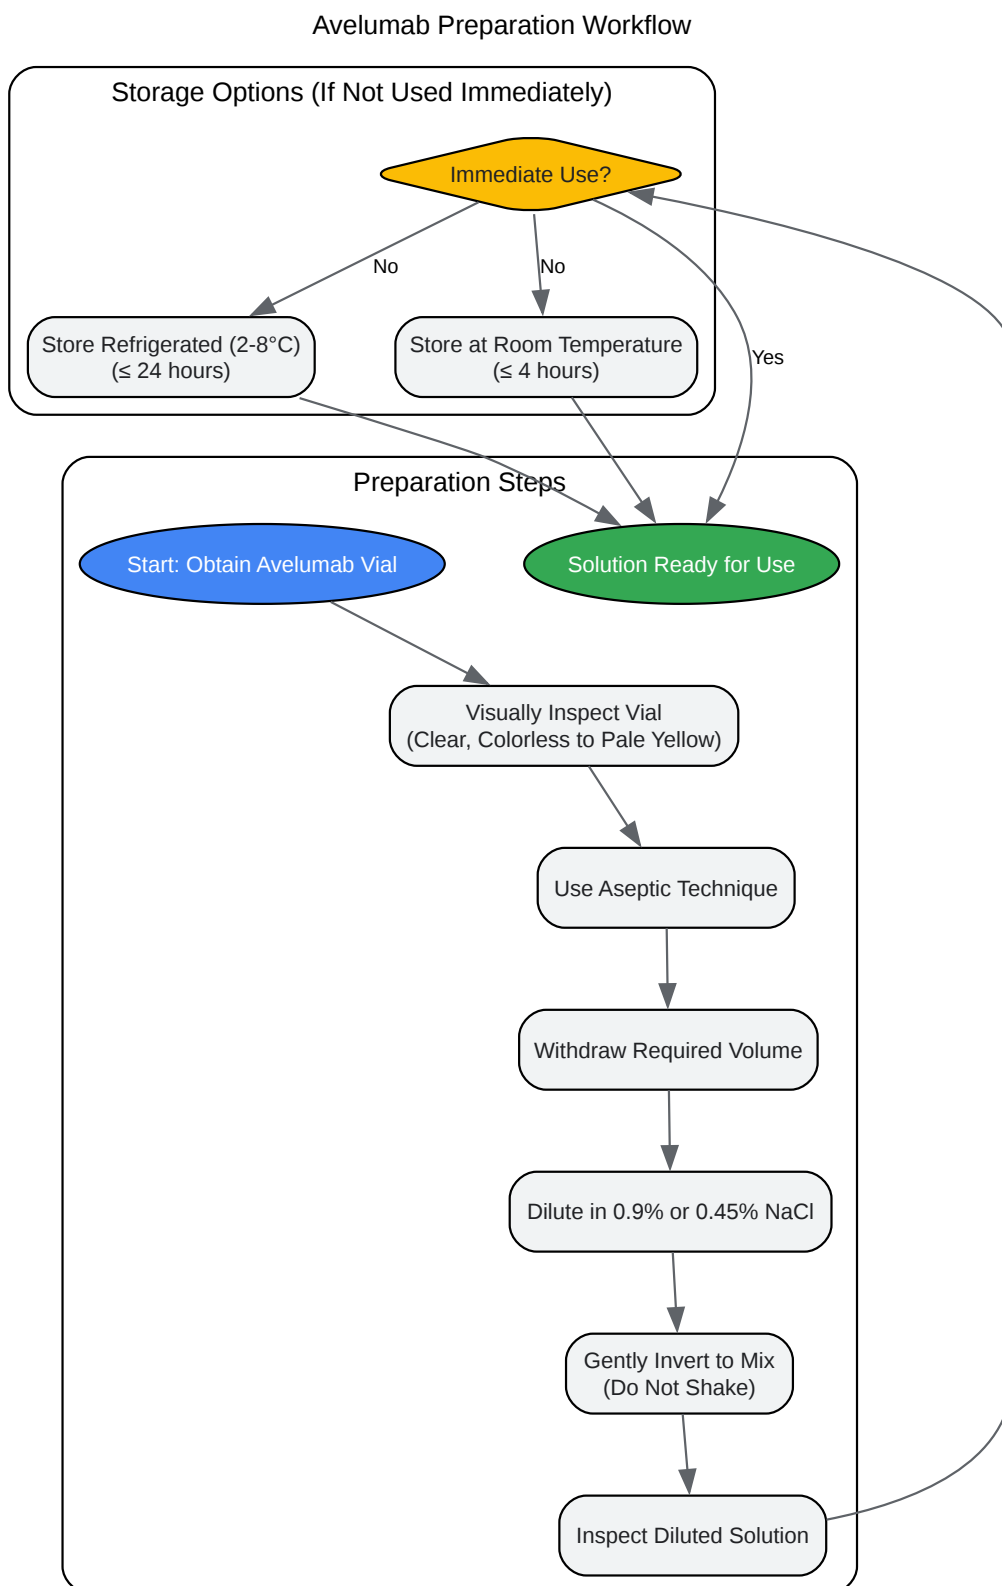 Avelumab Preparation Workflow
Storage Options (If Not Used Immediately)
Immediate Use?
No
No
Yes
Store Refrigerated (2-8°C)
(≤ 24 hours)
Store at Room Temperature
(≤ 4 hours)
Preparation Steps
Start: Obtain Avelumab Vial
Solution Ready for Use
Visually Inspect Vial
(Clear, Colorless to Pale Yellow)
Use Aseptic Technique
Withdraw Required Volume
Dilute in 0.9% or 0.45% NaCl
Gently Invert to Mix
(Do Not Shake)
Inspect Diluted Solution